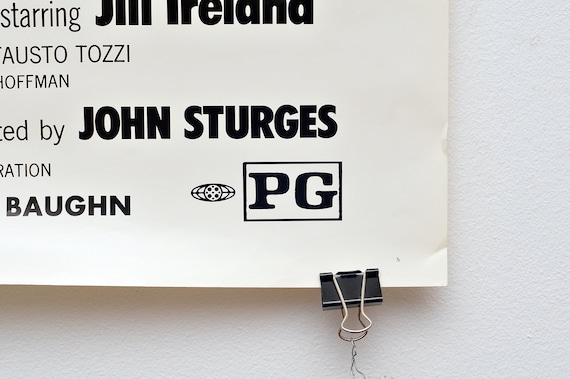 starring Jill Ireland
FAUSTO TOZZI
HOFFMAN
ted by JOHN STURGES
RATION
BAUGHN
PG